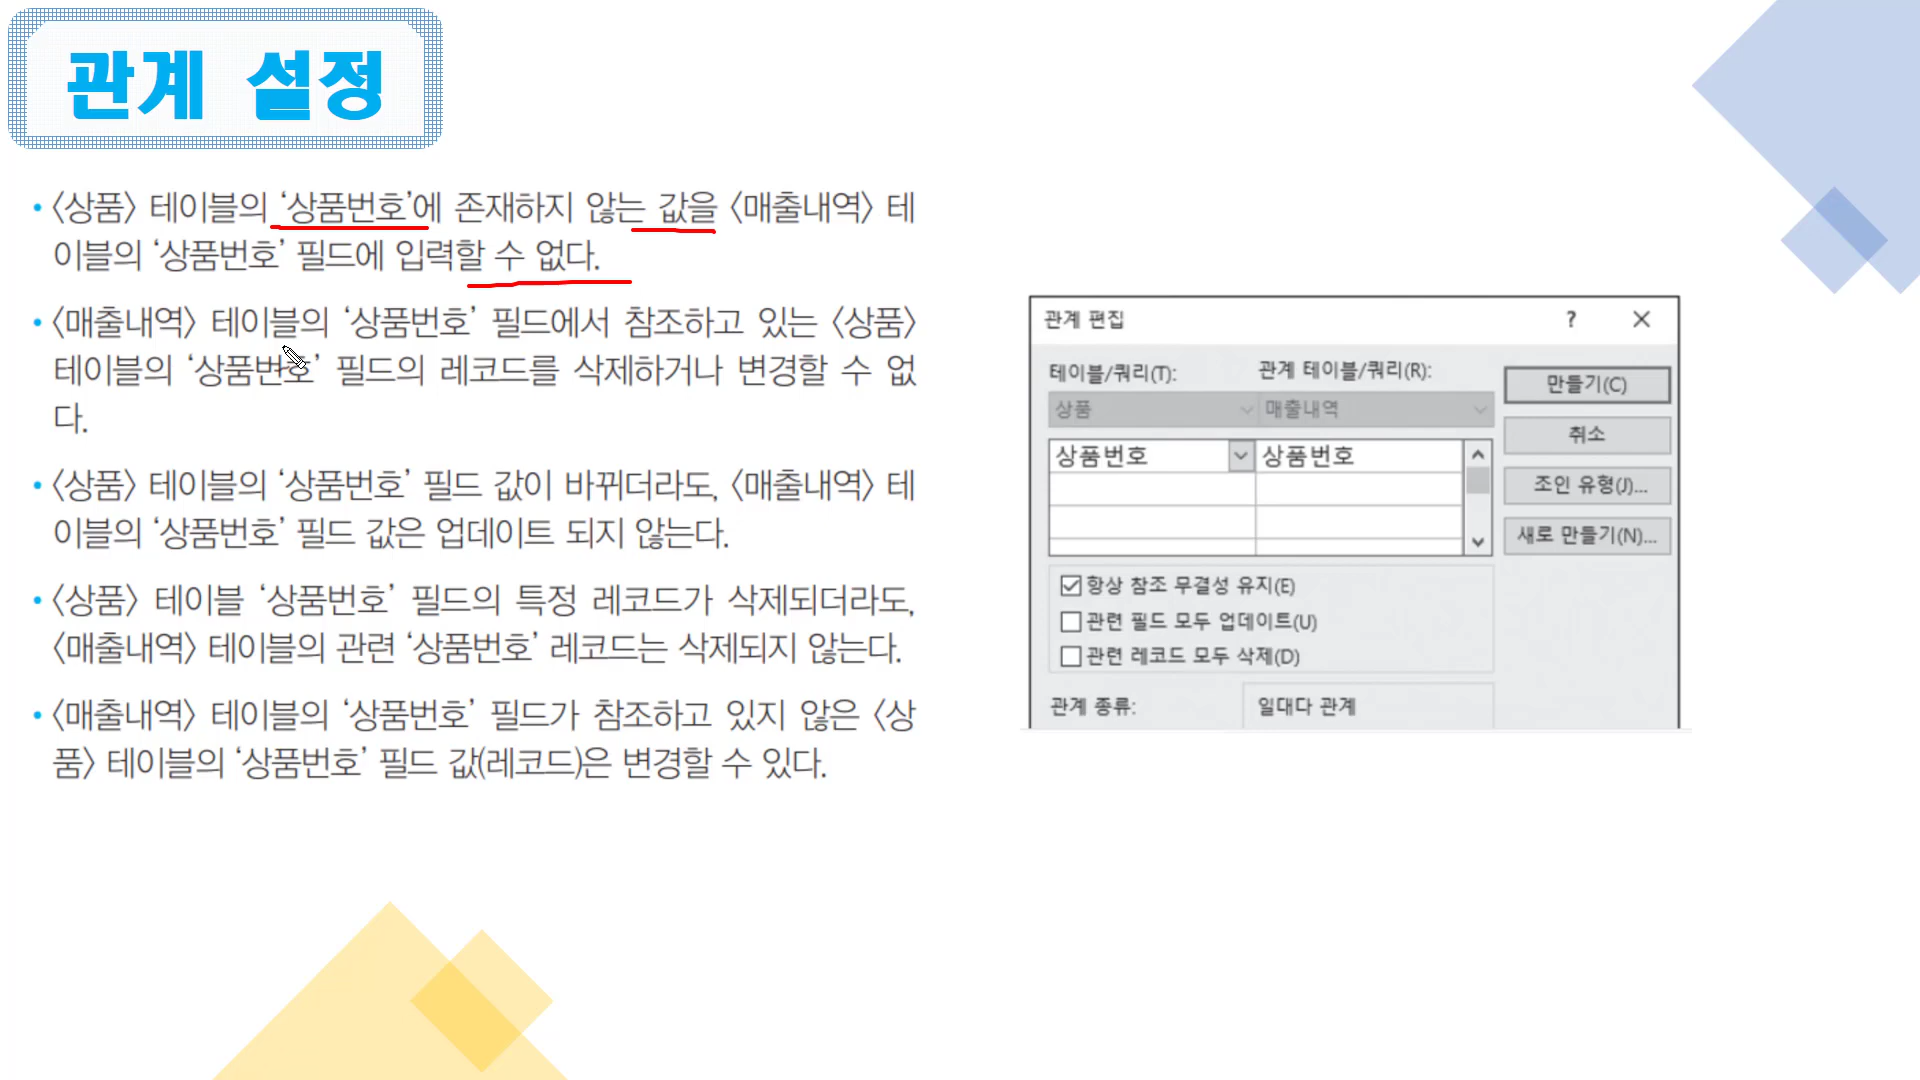 관계 설정
• 〈상품〉 테이블의 ‘상품번호’에 존재하지 않는 값을 〈매출내역〉 테
이블의 ‘상품번호’ 필드에 입력할 수 없다.
• 〈매출내역〉 테이블의 ‘상품번호’ 필드에서 참조하고 있는 〈상품〉
테이블의 ‘상품번호’ 필드의 레코드를 삭제하거나 변경할 수 없
다.
• 〈상품〉 테이블의 ‘상품번호’ 필드 값이 바뀌더라도, 〈매출내역〉 테
이블의 ‘상품번호’ 필드 값은 업데이트 되지 않는다.
• 〈상품〉 테이블 ‘상품번호’ 필드의 특정 레코드가 삭제되더라도,
〈매출내역〉 테이블의 관련 ‘상품번호’ 레코드는 삭제되지 않는다.
• 〈매출내역〉 테이블의 ‘상품번호’ 필드가 참조하고 있지 않은 〈상
품〉 테이블의 ‘상품번호’ 필드 값(레코드)은 변경할 수 있다.
관계 편집 ?
테이블/쿼리(T): 관계 테이블/쿼리(R):
상품 매출내역
상품번호 상품번호
만들기(C)
취소
조인 유형(J)...
새로 만들기(N)...
항상 참조 무결성 유지(E)
관련 필드 모두 업데이트(U)
관련 레코드 모두 삭제(D)
관계 종류: 일대다 관계